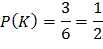 P(K) = 3/6 = 1/2